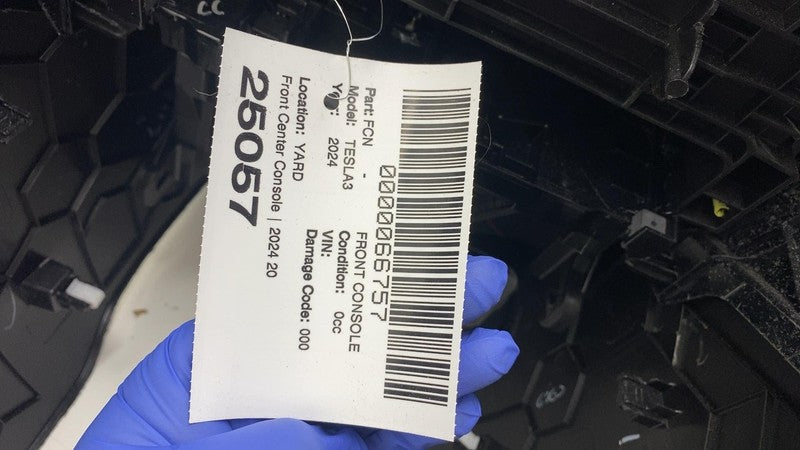 0000066757
Part: FCN - FRONT CONSOLE
Model: TESLA3 Condition: 0cc
Year: 2024 VIN:
Damage Code: 000
Location: YARD
Front Center Console | 2024 20
25057